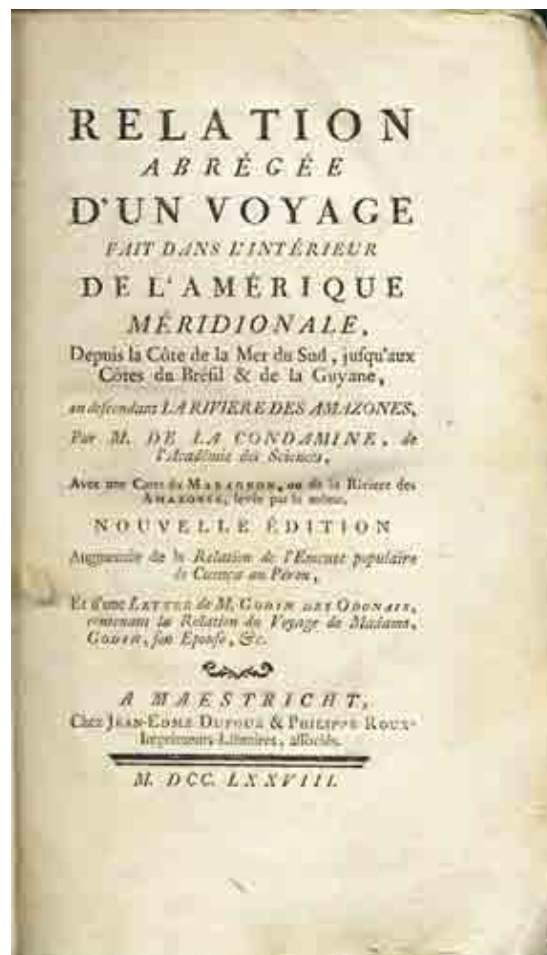 RELATION
ABRÉGÉE
D'UN VOYAGE
FAIT DANS L'INTÉRIEUR
DE L'AMÉRIQUE
MÉRIDIONALE,
Depuis la Côte de la Mer du Sud, juſqu'aux
Côtes du Bréſil & de la Guyane,
en deſcendant LA RIVIERE DES AMAZONES,
Par M. DE LA CONDAMINE, de
l'Académie des Sciences,
Avec une Carte du MARAGNON, ou de la Riviere des
AMAZONES, levée par le même.
NOUVELLE ÉDITION
Augmentée de la Relation de l'Emeute populaire
de Cuença au Pérou,
Et d'une LETTRE de M. GODIN DES ODONAIS,
contenant la Relation du Voyage de Madame
GODIN, ſon Epouſe, &c.
A MAESTRICHT,
Chez JEAN-EDME DUFOUR & PHILIPPE ROUX,
Imprimeurs-Libraires, aſſociés.
M. DCC. LXXVIII.